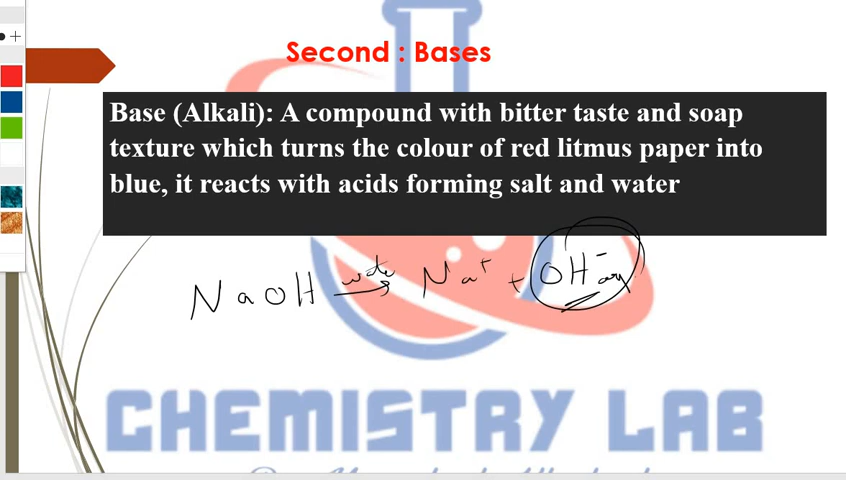 Second : Bases
Base (Alkali): A compound with bitter taste and soap
texture which turns the colour of red litmus paper into
blue, it reacts with acids forming salt and water
NaOH → Na⁺ + OH⁻
CHEMISTRY LAB